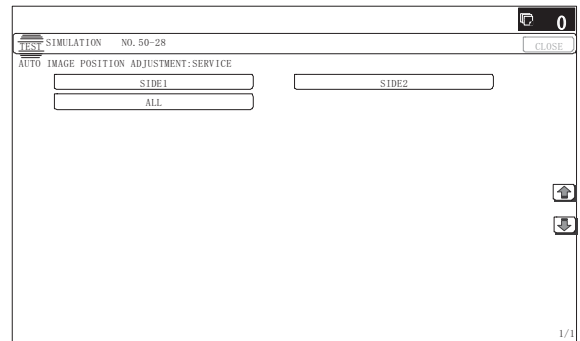 0
TEST SIMULATION NO.50-28 CLOSE
AUTO IMAGE POSITION ADJUSTMENT:SERVICE
SIDE1 SIDE2
ALL
1/1